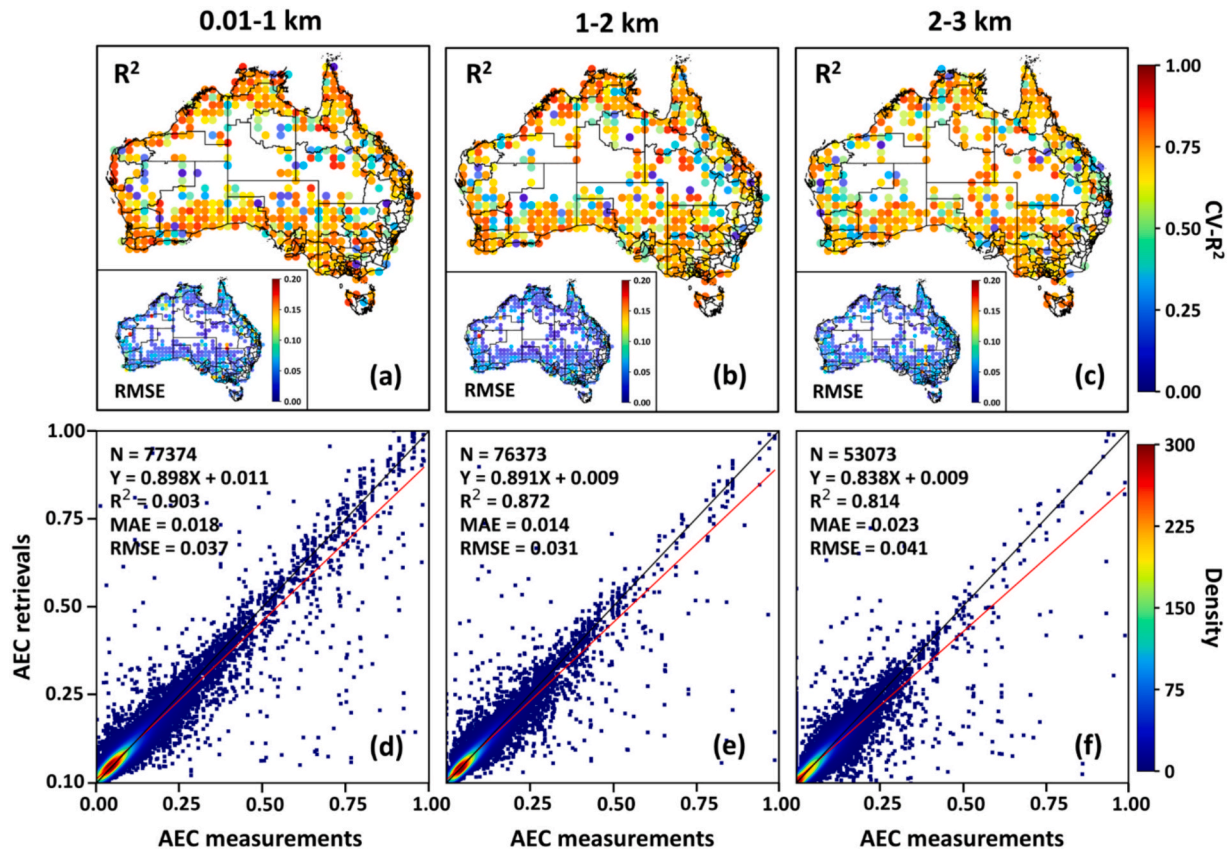 0.01-1 km 1-2 km 2-3 km
R² R² R²
1.00
0.75
0.50
0.25
0.00
CV-R²
0.20
0.15
0.10
0.05
0.00
RMSE
(a)
0.20
0.15
0.10
0.05
0.00
RMSE
(b)
0.20
0.15
0.10
0.05
0.00
RMSE
(c)
AEC retrievals
1.00
0.75
0.50
0.25
0.10
N = 77374
Y = 0.898X + 0.011
R² = 0.903
MAE = 0.018
RMSE = 0.037
(d)
N = 76373
Y = 0.891X + 0.009
R² = 0.872
MAE = 0.014
RMSE = 0.031
(e)
N = 53073
Y = 0.838X + 0.009
R² = 0.814
MAE = 0.023
RMSE = 0.041
(f)
300
225
150
75
0
Density
0.00 0.25 0.50 0.75 1.00 0.25 0.50 0.75 1.00 0.25 0.50 0.75 1.00
AEC measurements AEC measurements AEC measurements